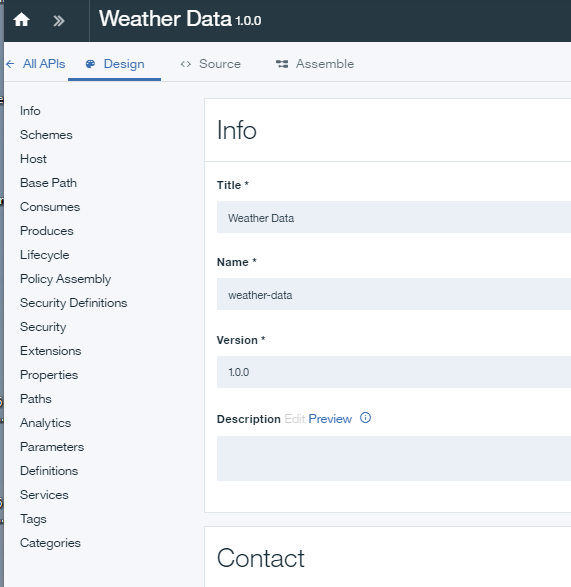 Weather Data 1.0.0
All APIs Design Source Assemble
Info
Schemes
Host
Base Path
Consumes
Produces
Lifecycle
Policy Assembly
Security Definitions
Security
Extensions
Properties
Paths
Analytics
Parameters
Definitions
Services
Tags
Categories
Info
Title *
Weather Data
Name *
weather-data
Version *
1.0.0
Description Edit Preview
Contact